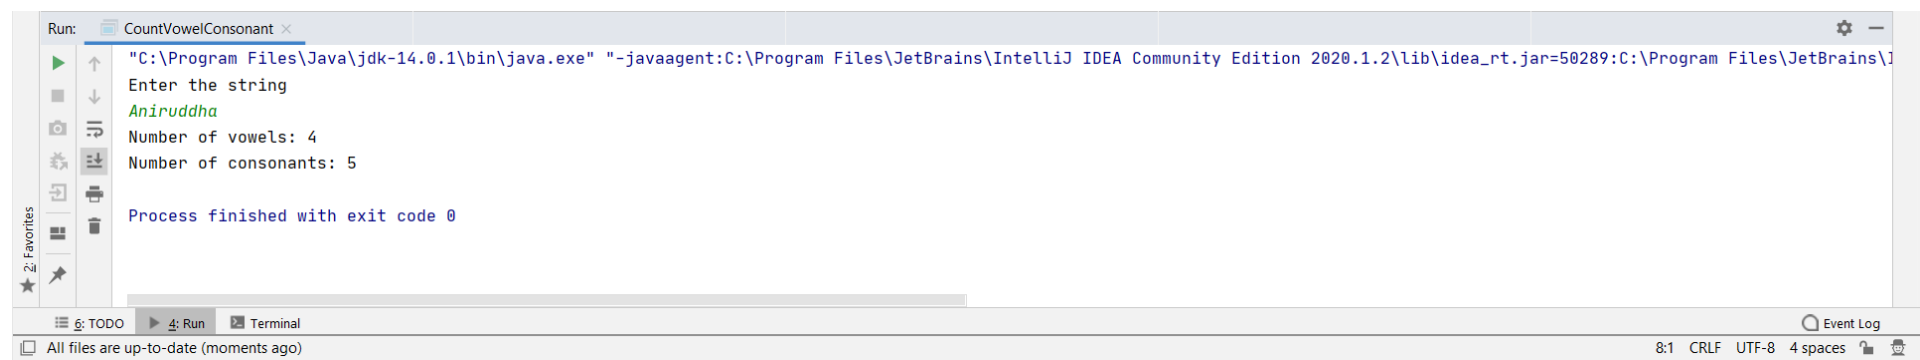 Run: CountVowelConsonant
"C:\Program Files\Java\jdk-14.0.1\bin\java.exe" "-javaagent:C:\Program Files\JetBrains\IntelliJ IDEA Community Edition 2020.1.2\lib\idea_rt.jar=50289:C:\Program Files\JetBrains\
Enter the string
Aniruddha
Number of vowels: 4
Number of consonants: 5
Process finished with exit code 0
2: Favorites
6: TODO 4: Run Terminal Event Log
All files are up-to-date (moments ago) 8:1 CRLF UTF-8 4 spaces